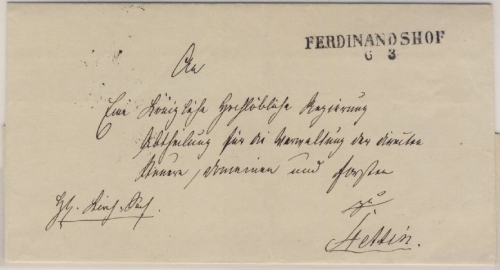 FERDINANDSHOF
6 3
An
Eine Königliche Hochlöbliche Regierung
Abtheilung für die Verwaltung der directen
Steuern, Domainen und Forsten
zu
Stettin.